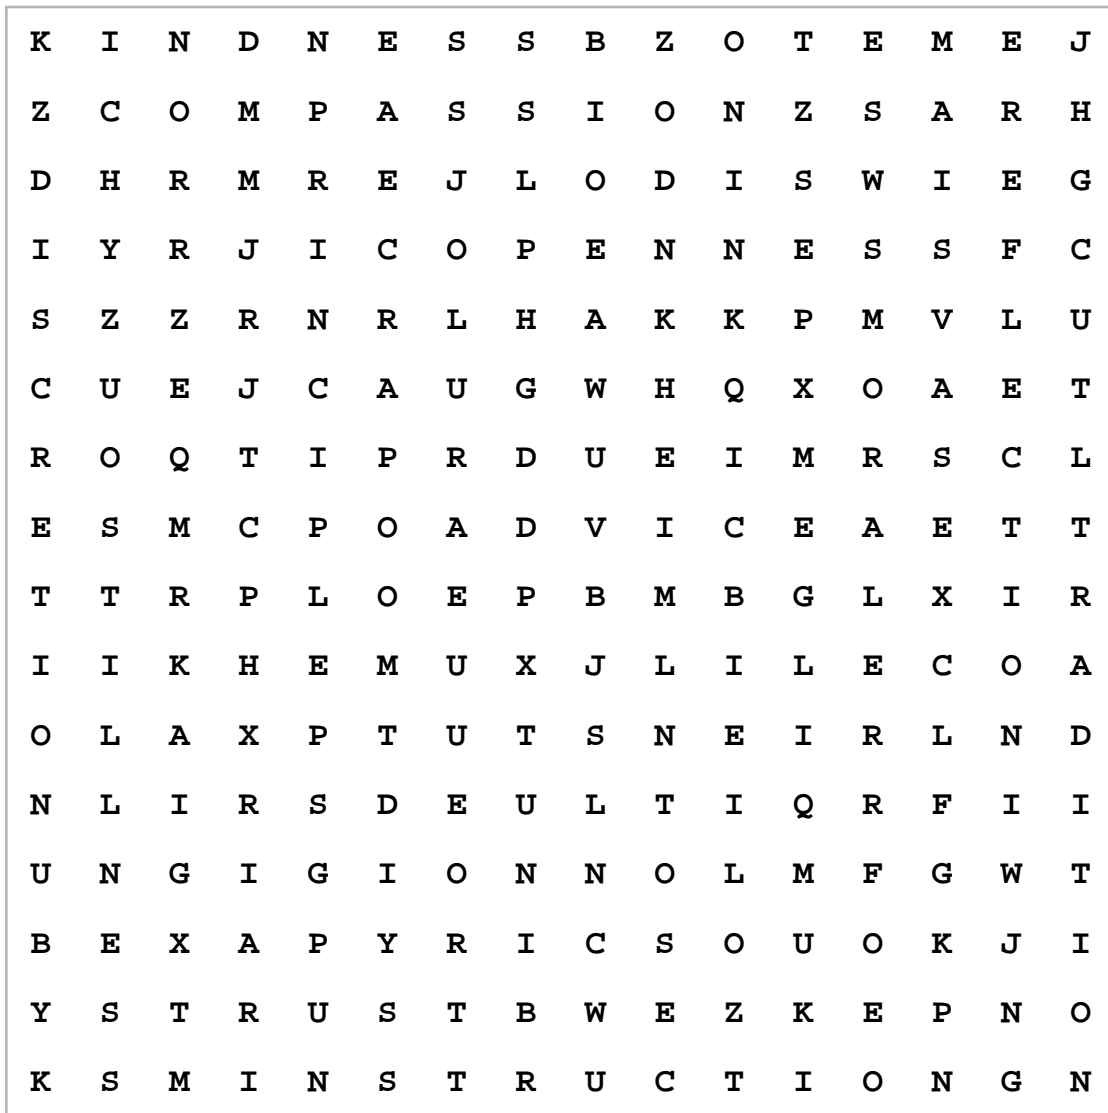 K I N D N E S S B Z O T E M E J
Z C O M P A S S I O N Z S A R H
D H R M R E J L O D I S W I E G
I Y R J I C O P E N N E S S F C
S Z Z R N R L H A K K P M V L U
C U E J C A U G W H Q X O A E T
R O Q T I P R D U E I M R S C L
E S M C P O A D V I C E A E T T
T T R P L O E P B M B G L X I R
I I K H E M U X J L I L E C O A
O L A X P T U T S N E I R L N D
N L I R S D E U L T I Q R F I I
U N G I G I O N N O L M F G W T
B E X A P Y R I C S O U O K J I
Y S T R U S T B W E Z K E P N O
K S M I N S T R U C T I O N G N